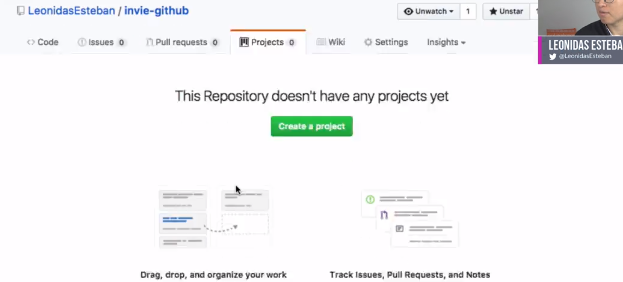 LeonidasEsteban / invie-github
Unwatch 1 Unstar
Code Issues 0 Pull requests 0 Projects 0 Wiki Settings Insights
LEONIDAS ESTEBA
@LeonidasEsteban
This Repository doesn't have any projects yet
Create a project
Drag, drop, and organize your work
Track Issues, Pull Requests, and Notes